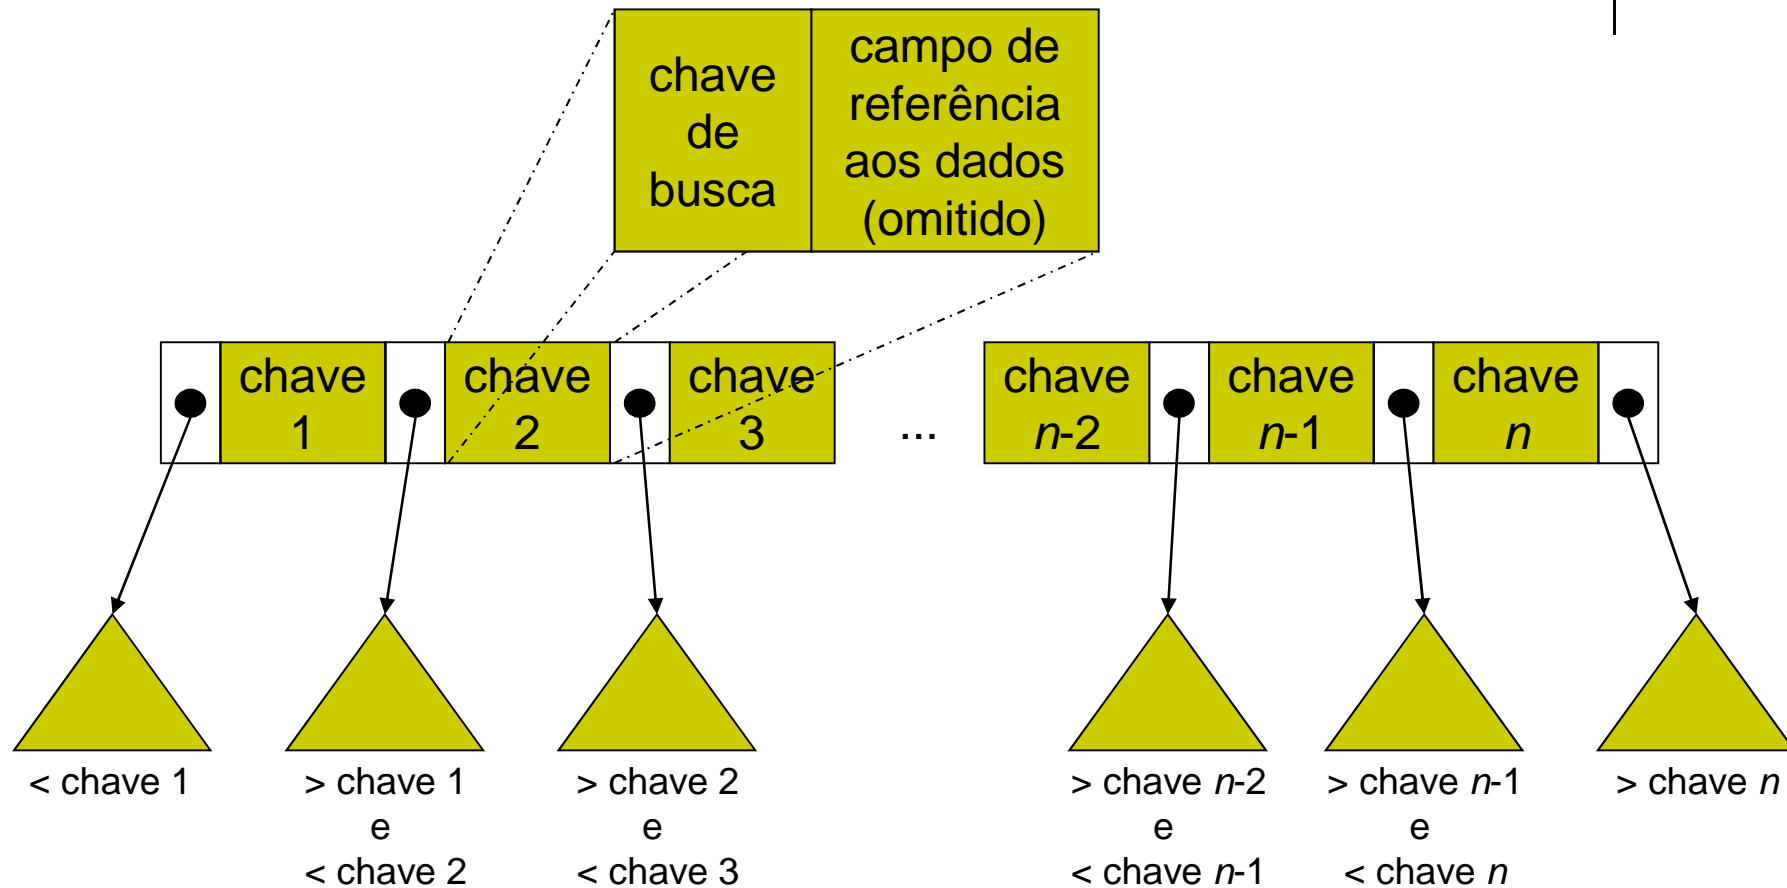 chave
de
busca
campo de
referência
aos dados
(omitido)
chave
1
chave
2
chave
3
...
chave
n-2
chave
n-1
chave
n
< chave 1
> chave 1
e
< chave 2
> chave 2
e
< chave 3
> chave n-2
e
< chave n-1
> chave n-1
e
< chave n
> chave n